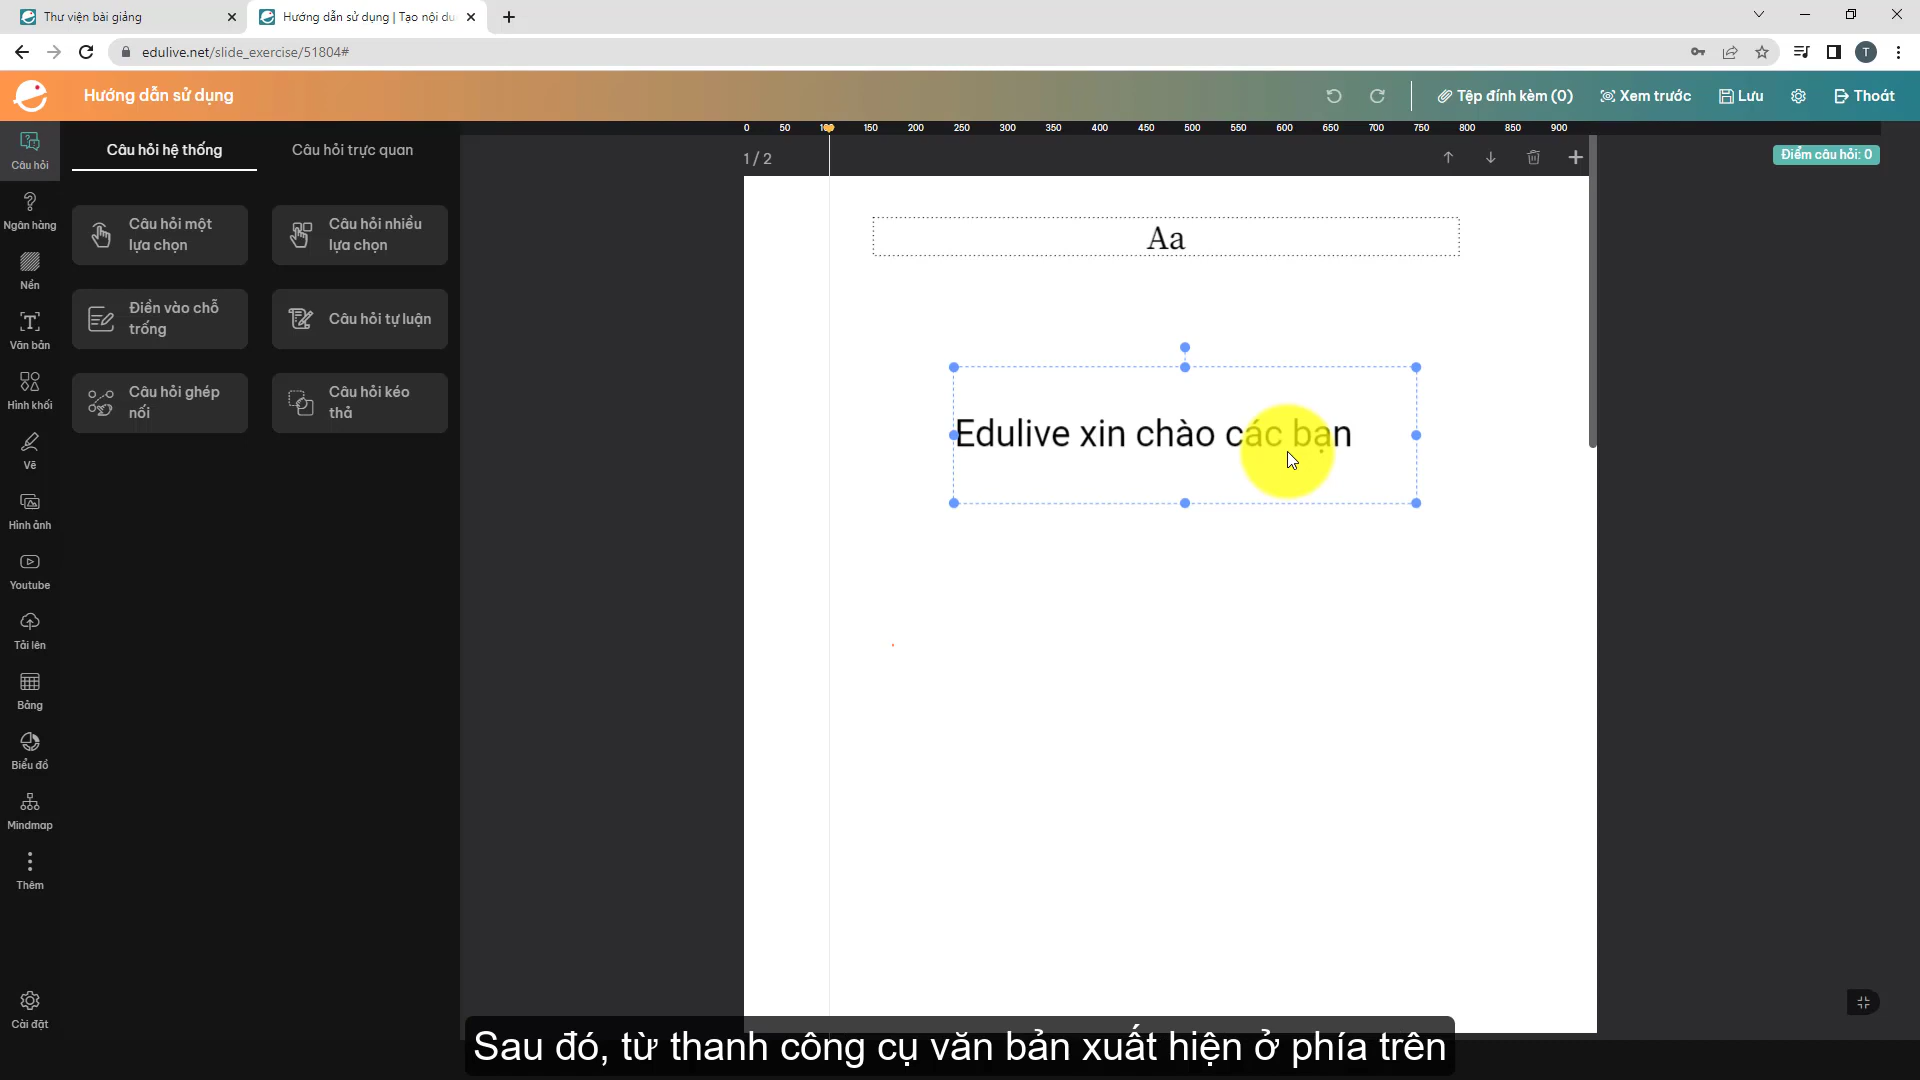 Thư viện bài giảng
Hướng dẫn sử dụng | Tạo nội du
edulive.net/slide_exercise/51804#
T
Hướng dẫn sử dụng
Tệp đính kèm (0)
Xem trước
Lưu
Thoát
Câu hỏi
Ngân hàng
Nền
Văn bản
Hình khối
Vẽ
Hình ảnh
Youtube
Tải lên
Bảng
Biểu đồ
Mindmap
Thêm
Cài đặt
Câu hỏi hệ thống
Câu hỏi trực quan
Câu hỏi một
lựa chọn
Câu hỏi nhiều
lựa chọn
Điền vào chỗ
trống
Câu hỏi tự luận
Câu hỏi ghép
nối
Câu hỏi kéo
thả
0 50 100 150 200 250 300 350 400 450 500 550 600 650 700 750 800 850 900
1 / 2
Điểm câu hỏi: 0
Aa
Edulive xin chào các bạn
Sau đó, từ thanh công cụ văn bản xuất hiện ở phía trên